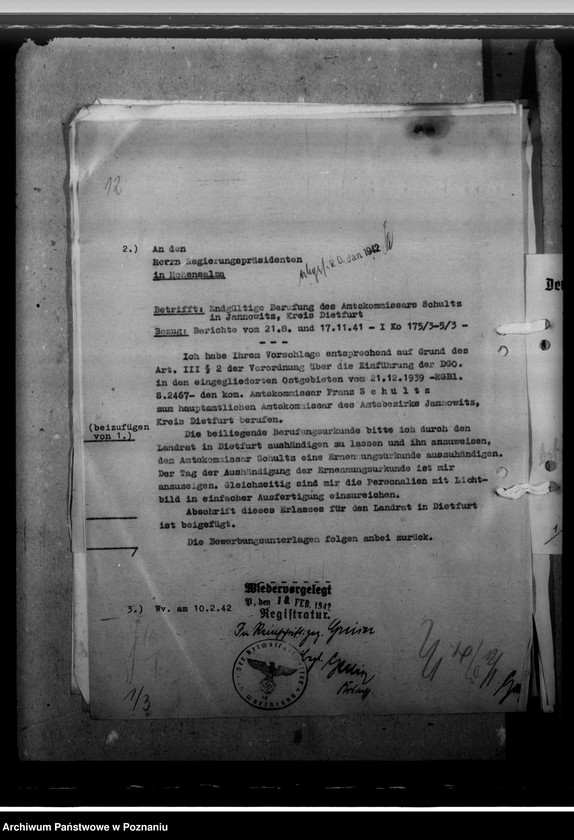 12
2.) An den
Herrn Regierungspräsidenten
in Hohensalza
20. Jan 1942
Betrifft: Endgültige Berufung des Amtskommissars Schultz
in Jannowitz, Kreis Dietfurt
Bezug: Berichte vom 21.8. und 17.11.41 - I Ko 175/3-5/3 -
- - -
Ich habe Ihrem Vorschlage entsprechend auf Grund des
Art. III § 2 der Verordnung über die Einführung der DGO.
in den eingegliederten Ostgebieten vom 21.12.1939 -RGBl.
S.2467- den kom. Amtskommissar Franz S c h u l t z
zum hauptamtlichen Amtskommissar des Amtsbezirks Jannowitz,
Kreis Dietfurt berufen.
(beizufügen
von 1.)
Die beiliegende Berufungsurkunde bitte ich durch den
Landrat in Dietfurt aushändigen zu lassen und ihn anzuweisen,
dem Amtskommissar Schultz eine Ernennungsurkunde auszuhändigen.
Der Tag der Aushändigung der Ernennungsurkunde ist mir
anzuzeigen. Gleichzeitig sind mir die Personalien mit Licht-
bild in einfacher Ausfertigung einzureichen.
Abschrift dieses Erlasses für den Landrat in Dietfurt
ist beigefügt.
Die Bewerbungsunterlagen folgen anbei zurück.
Wiedervorgelegt
P, den 10. FEB. 1942
Registratur.
3.) Wv. am 10.2.42
In Reinschrift gez. Greiser
1/3
De
Archiwum Państwowe w Poznaniu